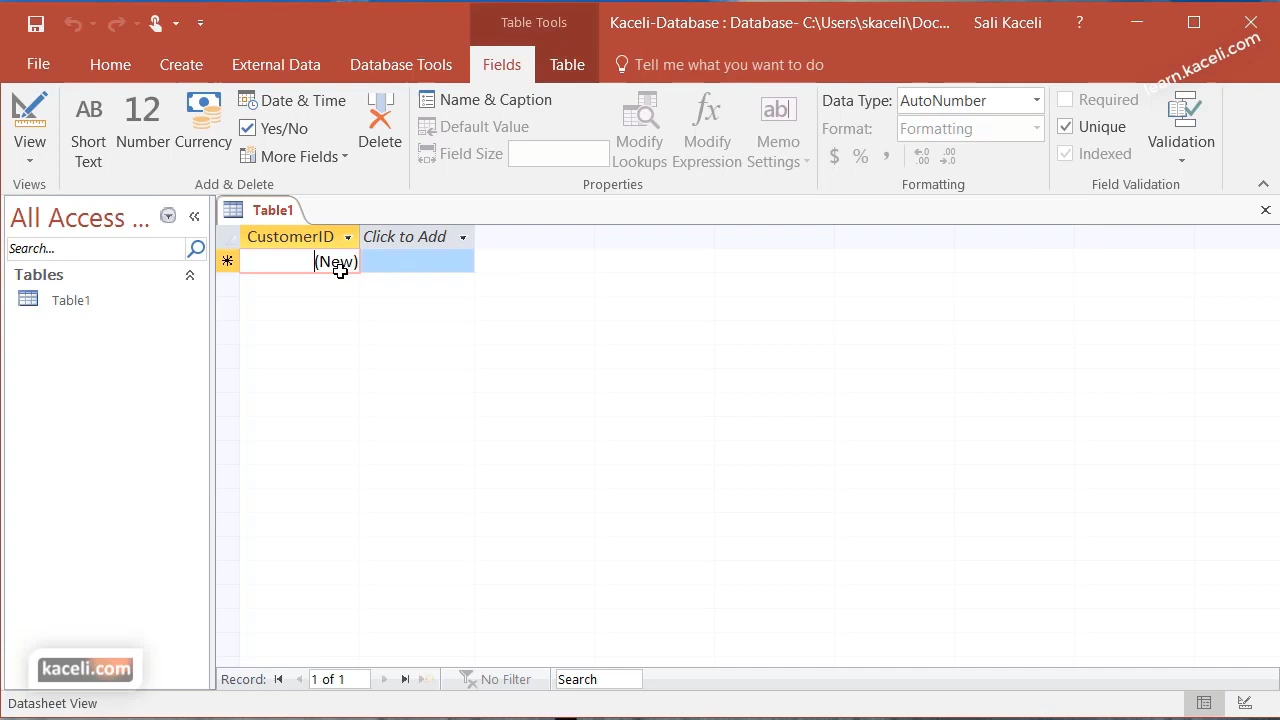 Table Tools
Kaceli-Database : Database- C:\Users\skaceli\Doc...
Sali Kaceli
?
File
Home
Create
External Data
Database Tools
Fields
Table
Tell me what you want to do
learn.kaceli.com
View
Views
AB
Short
Text
12
Number
Currency
Date & Time
Yes/No
More Fields
Delete
Add & Delete
Name & Caption
Default Value
Field Size
Modify
Lookups
fx
Modify
Expression
ab|
Memo
Settings
Properties
Data Type: AutoNumber
Format: Formatting
$ % ,
←.0
.00
.00
→.0
Formatting
Required
Unique
Indexed
Validation
Field Validation
All Access ...
Search...
Tables
Table1
Table1
CustomerID
Click to Add
(New)
kaceli.com
Record:
1 of 1
No Filter
Search
Datasheet View